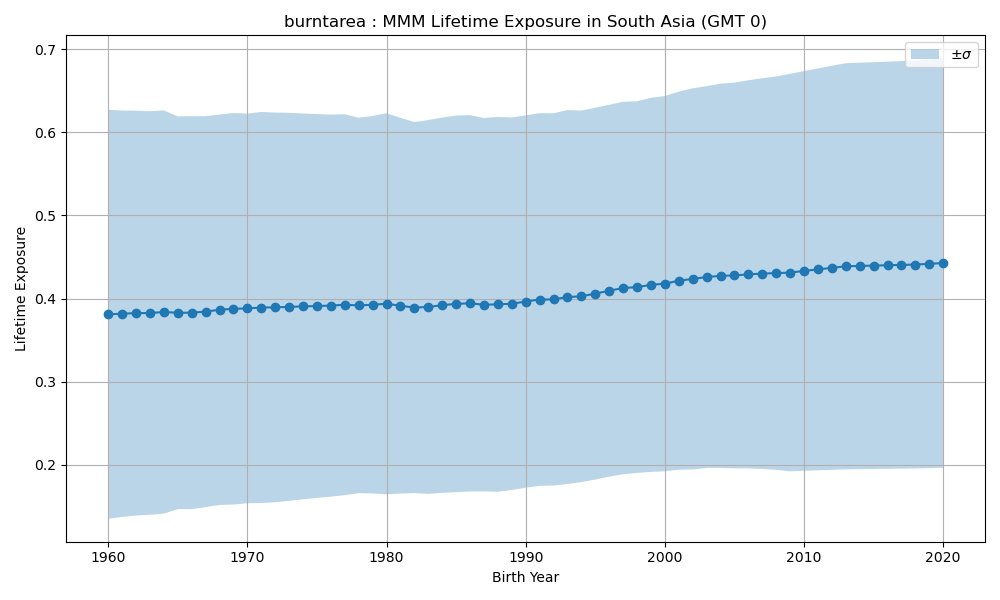 burntarea : MMM Lifetime Exposure in South Asia (GMT 0)
±σ
Lifetime Exposure
0.7
0.6
0.5
0.4
0.3
0.2
1960 1970 1980 1990 2000 2010 2020
Birth Year